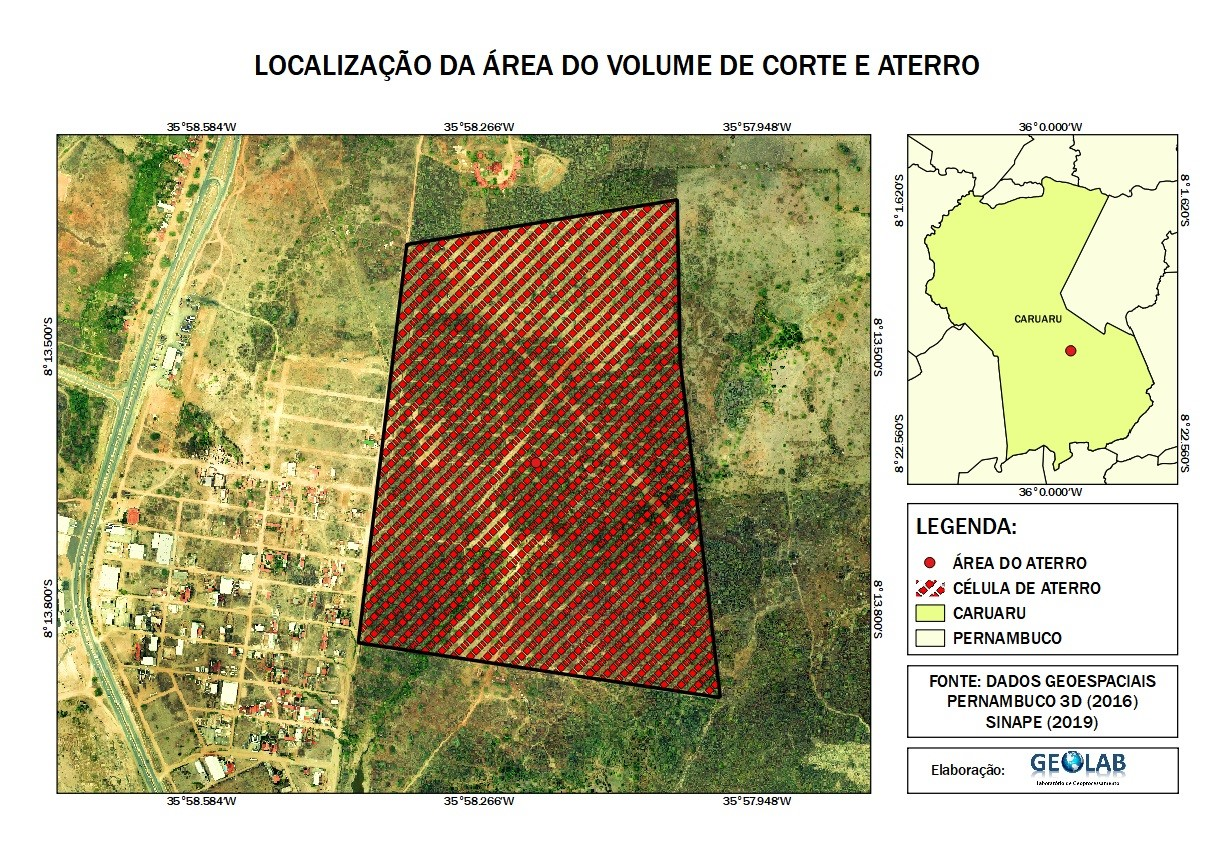 LOCALIZAÇÃO DA ÁREA DO VOLUME DE CORTE E ATERRO
35°58.584'W
35°58.266'W
35°57.948'W
8°13.500'S
8°13.800'S
8°13.500'S
8°13.800'S
35°58.584'W
35°58.266'W
35°57.948'W
36°0.000'W
8°1.620'S
8°22.560'S
8°1.620'S
8°22.560'S
CARUARU
36°0.000'W
LEGENDA:
ÁREA DO ATERRO
CÉLULA DE ATERRO
CARUARU
PERNAMBUCO
FONTE: DADOS GEOESPACIAIS
PERNAMBUCO 3D (2016)
SINAPE (2019)
Elaboração:
GEOLAB
Laboratório de Geoprocessamento